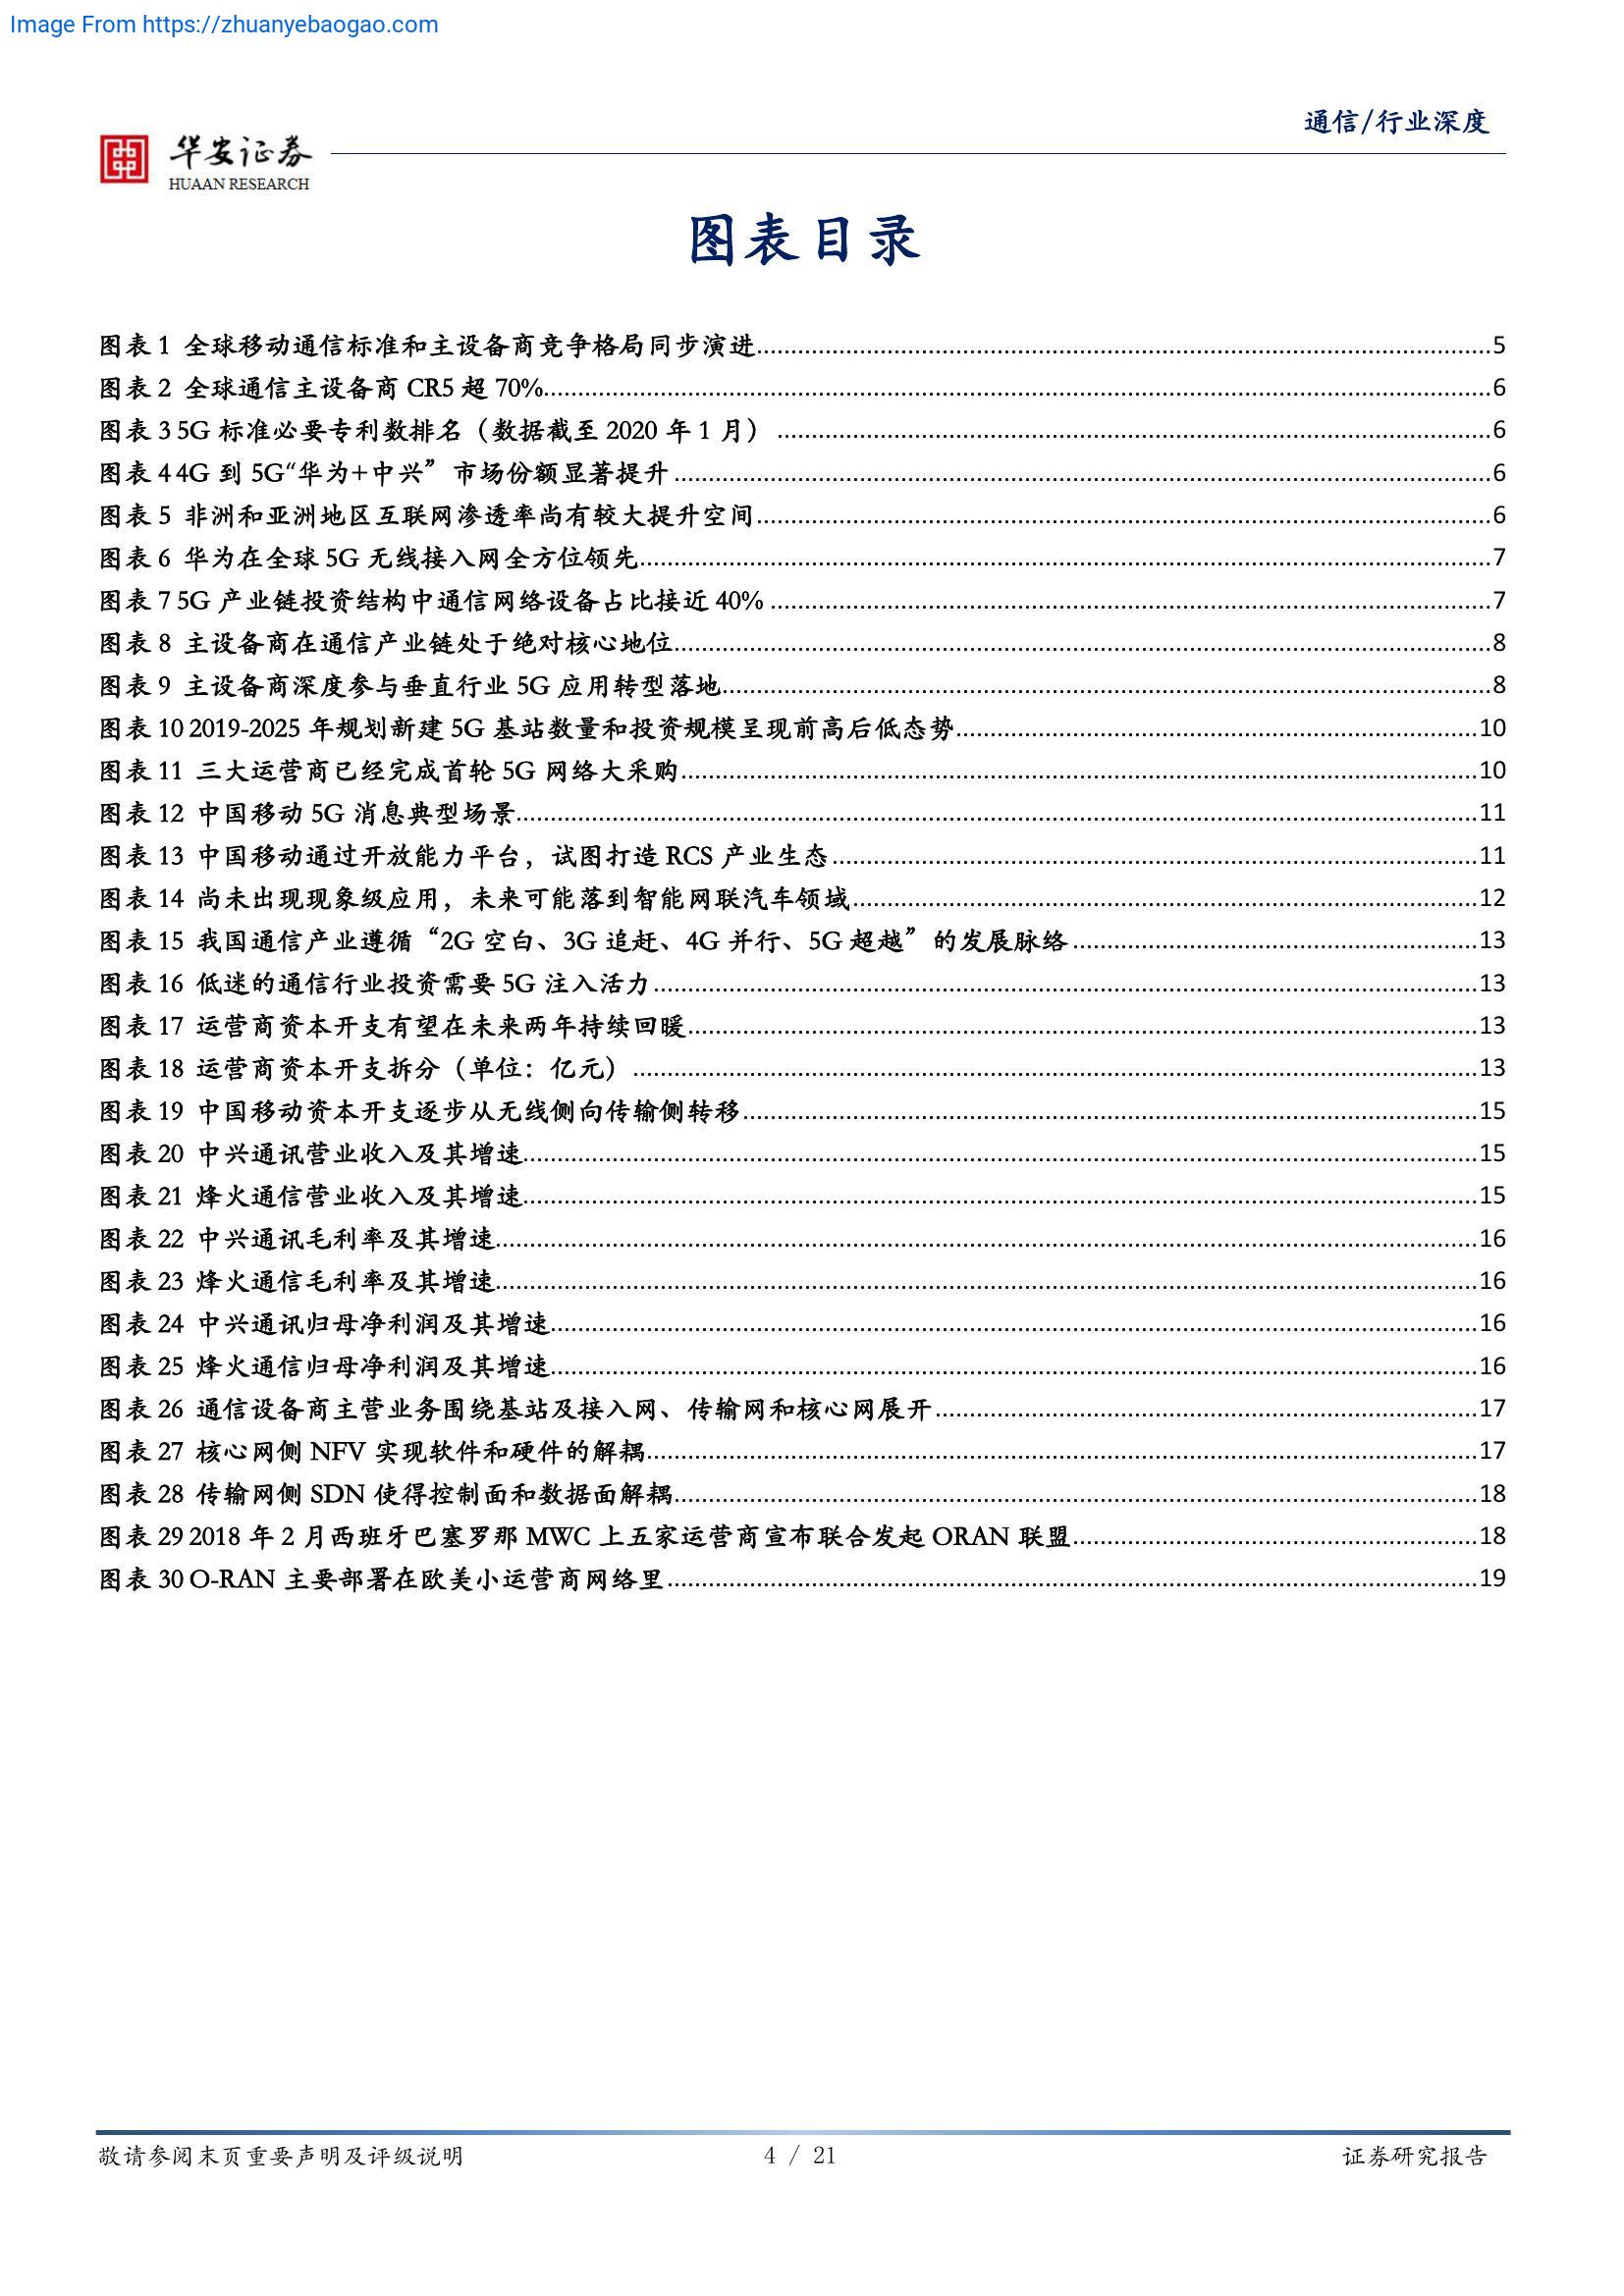 Image From https://zhuanyebaogao.com
通信/行业深度
华安证券
HUAAN RESEARCH
图表目录
图表 1 全球移动通信标准和主设备商竞争格局同步演进 5
图表 2 全球通信主设备商 CR5 超 70% 6
图表 3 5G 标准必要专利数排名（数据截至 2020 年 1 月） 6
图表 4 4G 到 5G“华为+中兴”市场份额显著提升 6
图表 5 非洲和亚洲地区互联网渗透率尚有较大提升空间 6
图表 6 华为在全球 5G 无线接入网全方位领先 7
图表 7 5G 产业链投资结构中通信网络设备占比接近 40% 7
图表 8 主设备商在通信产业链处于绝对核心地位 8
图表 9 主设备商深度参与垂直行业 5G 应用转型落地 8
图表 10 2019-2025 年规划新建 5G 基站数量和投资规模呈现前高后低态势 10
图表 11 三大运营商已经完成首轮 5G 网络大采购 10
图表 12 中国移动 5G 消息典型场景 11
图表 13 中国移动通过开放能力平台，试图打造 RCS 产业生态 11
图表 14 尚未出现现象级应用，未来可能落到智能网联汽车领域 12
图表 15 我国通信产业遵循“2G 空白、3G 追赶、4G 并行、5G 超越”的发展脉络 13
图表 16 低迷的通信行业投资需要 5G 注入活力 13
图表 17 运营商资本开支有望在未来两年持续回暖 13
图表 18 运营商资本开支拆分（单位：亿元） 13
图表 19 中国移动资本开支逐步从无线侧向传输侧转移 15
图表 20 中兴通讯营业收入及其增速 15
图表 21 烽火通信营业收入及其增速 15
图表 22 中兴通讯毛利率及其增速 16
图表 23 烽火通信毛利率及其增速 16
图表 24 中兴通讯归母净利润及其增速 16
图表 25 烽火通信归母净利润及其增速 16
图表 26 通信设备商主营业务围绕基站及接入网、传输网和核心网展开 17
图表 27 核心网侧 NFV 实现软件和硬件的解耦 17
图表 28 传输网侧 SDN 使得控制面和数据面解耦 18
图表 29 2018 年 2 月西班牙巴塞罗那 MWC 上五家运营商宣布联合发起 ORAN 联盟 18
图表 30 O-RAN 主要部署在欧美小运营商网络里 19
敬请参阅末页重要声明及评级说明 4 / 21 证券研究报告